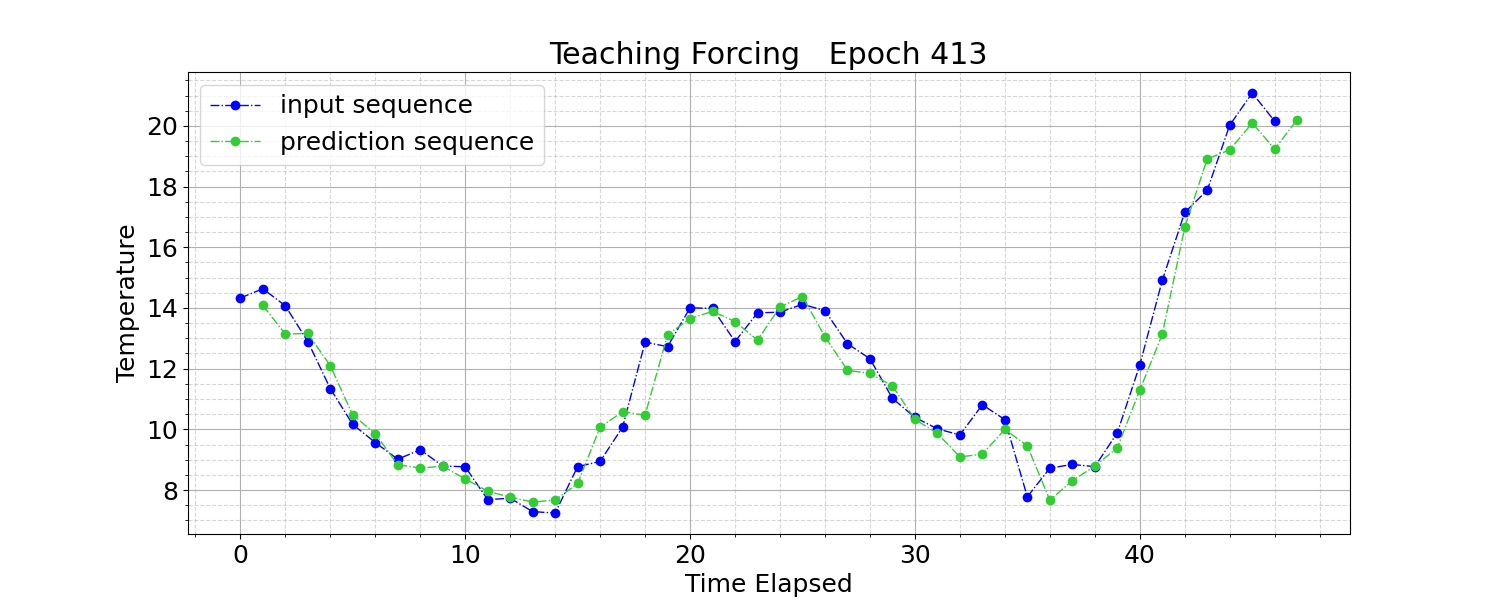 Teaching Forcing   Epoch 413
input sequence
prediction sequence
Temperature
20
18
16
14
12
10
8
0 10 20 30 40
Time Elapsed